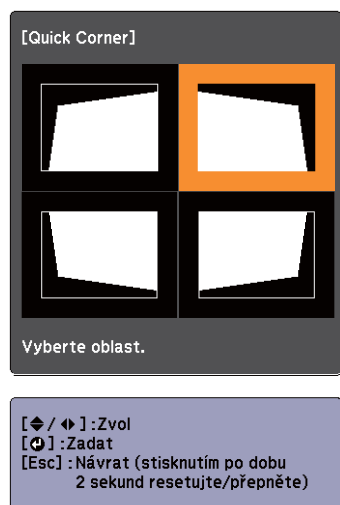 [Quick Corner]
Vyberte oblast.
[◆/◆] :Zvol
[↵] :Zadat
[Esc] :Návrat (stisknutím po dobu
2 sekund resetujte/přepněte)